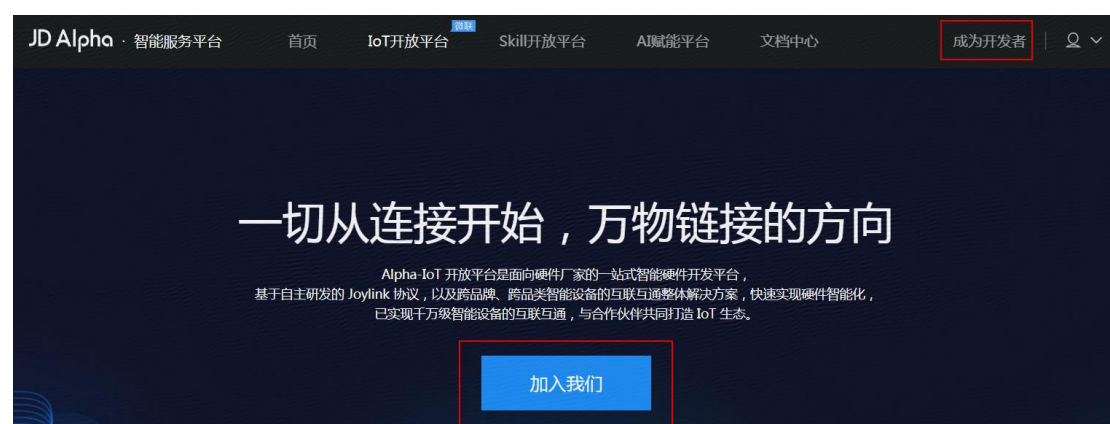 微联
JD Alpha · 智能服务平台 首页 IoT开放平台 Skill开放平台 AI赋能平台 文档中心 成为开发者
一切从连接开始，万物链接的方向
Alpha-IoT 开放平台是面向硬件厂家的一站式智能硬件开发平台，
基于自主研发的 Joylink 协议，以及跨品牌、跨品类智能设备的互联互通整体解决方案，快速实现硬件智能化，
已实现千万级智能设备的互联互通，与合作伙伴共同打造 IoT 生态。
加入我们